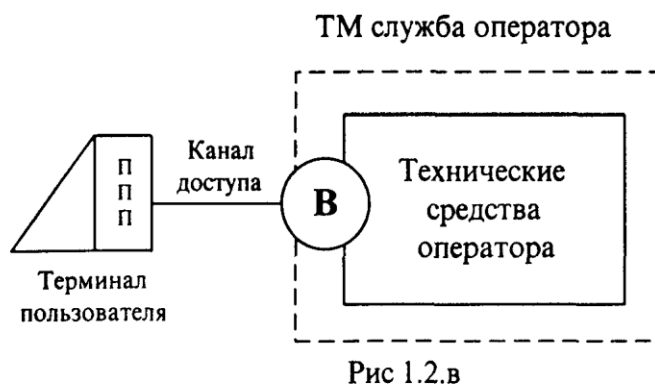 ТМ служба оператора
Канал
доступа
П
П
П
В
Технические
средства
оператора
Терминал
пользователя
Рис 1.2.в